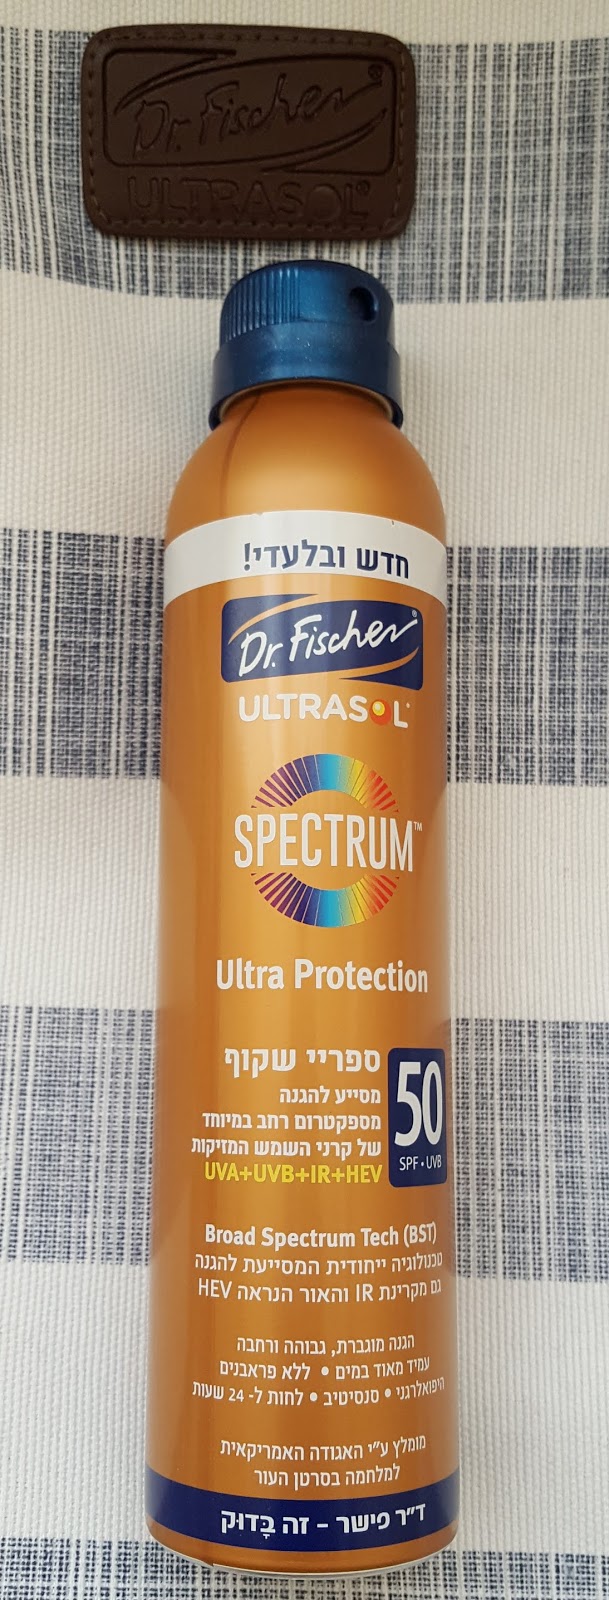 Dr. Fischer®
ULTRASOL®
חדש ובלעדי!
Dr. Fischer®
ULTRASOL
SPECTRUM™
Ultra Protection
ספריי שקוף
מסייע להגנה
מספקטרום רחב במיוחד
של קרני השמש המזיקות
UVA+UVB+IR+HEV
50
SPF • UVB
Broad Spectrum Tech (BST)
טכנולוגיה ייחודית המסייעת להגנה
גם מקרינת IR והאור הנראה HEV
הגנה מוגברת, גבוהה ורחבה
עמיד מאוד במים • ללא פראבנים
היפואלרגני • סנסיטיב • לחות ל- 24 שעות
מומלץ ע"י האגודה האמריקאית
למלחמה בסרטן העור
ד"ר פישר - זה בָּדוּק